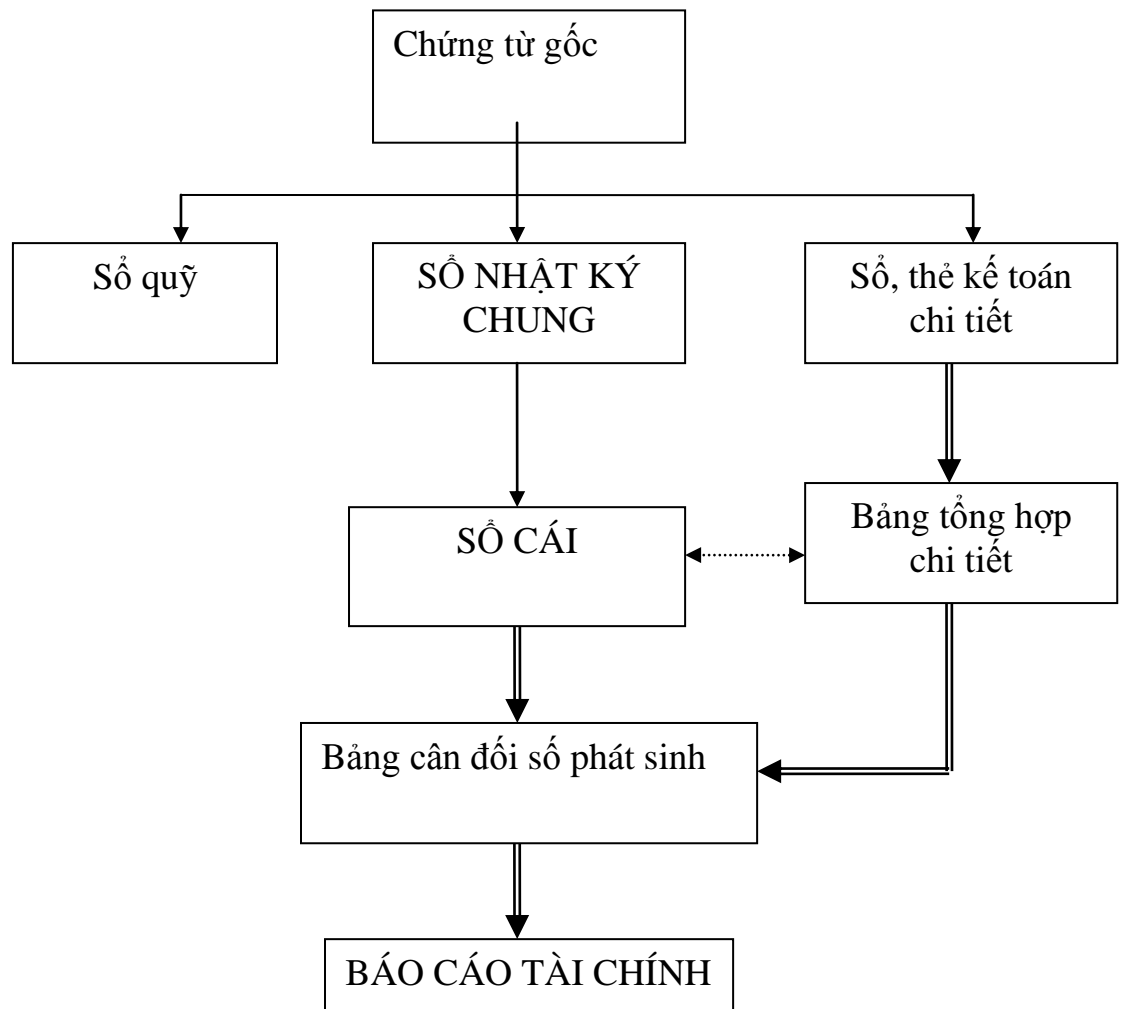 Chứng từ gốc
Sổ quỹ
SỔ NHẬT KÝ
CHUNG
Sổ, thẻ kế toán
chi tiết
SỔ CÁI
Bảng tổng hợp
chi tiết
Bảng cân đối số phát sinh
BÁO CÁO TÀI CHÍNH